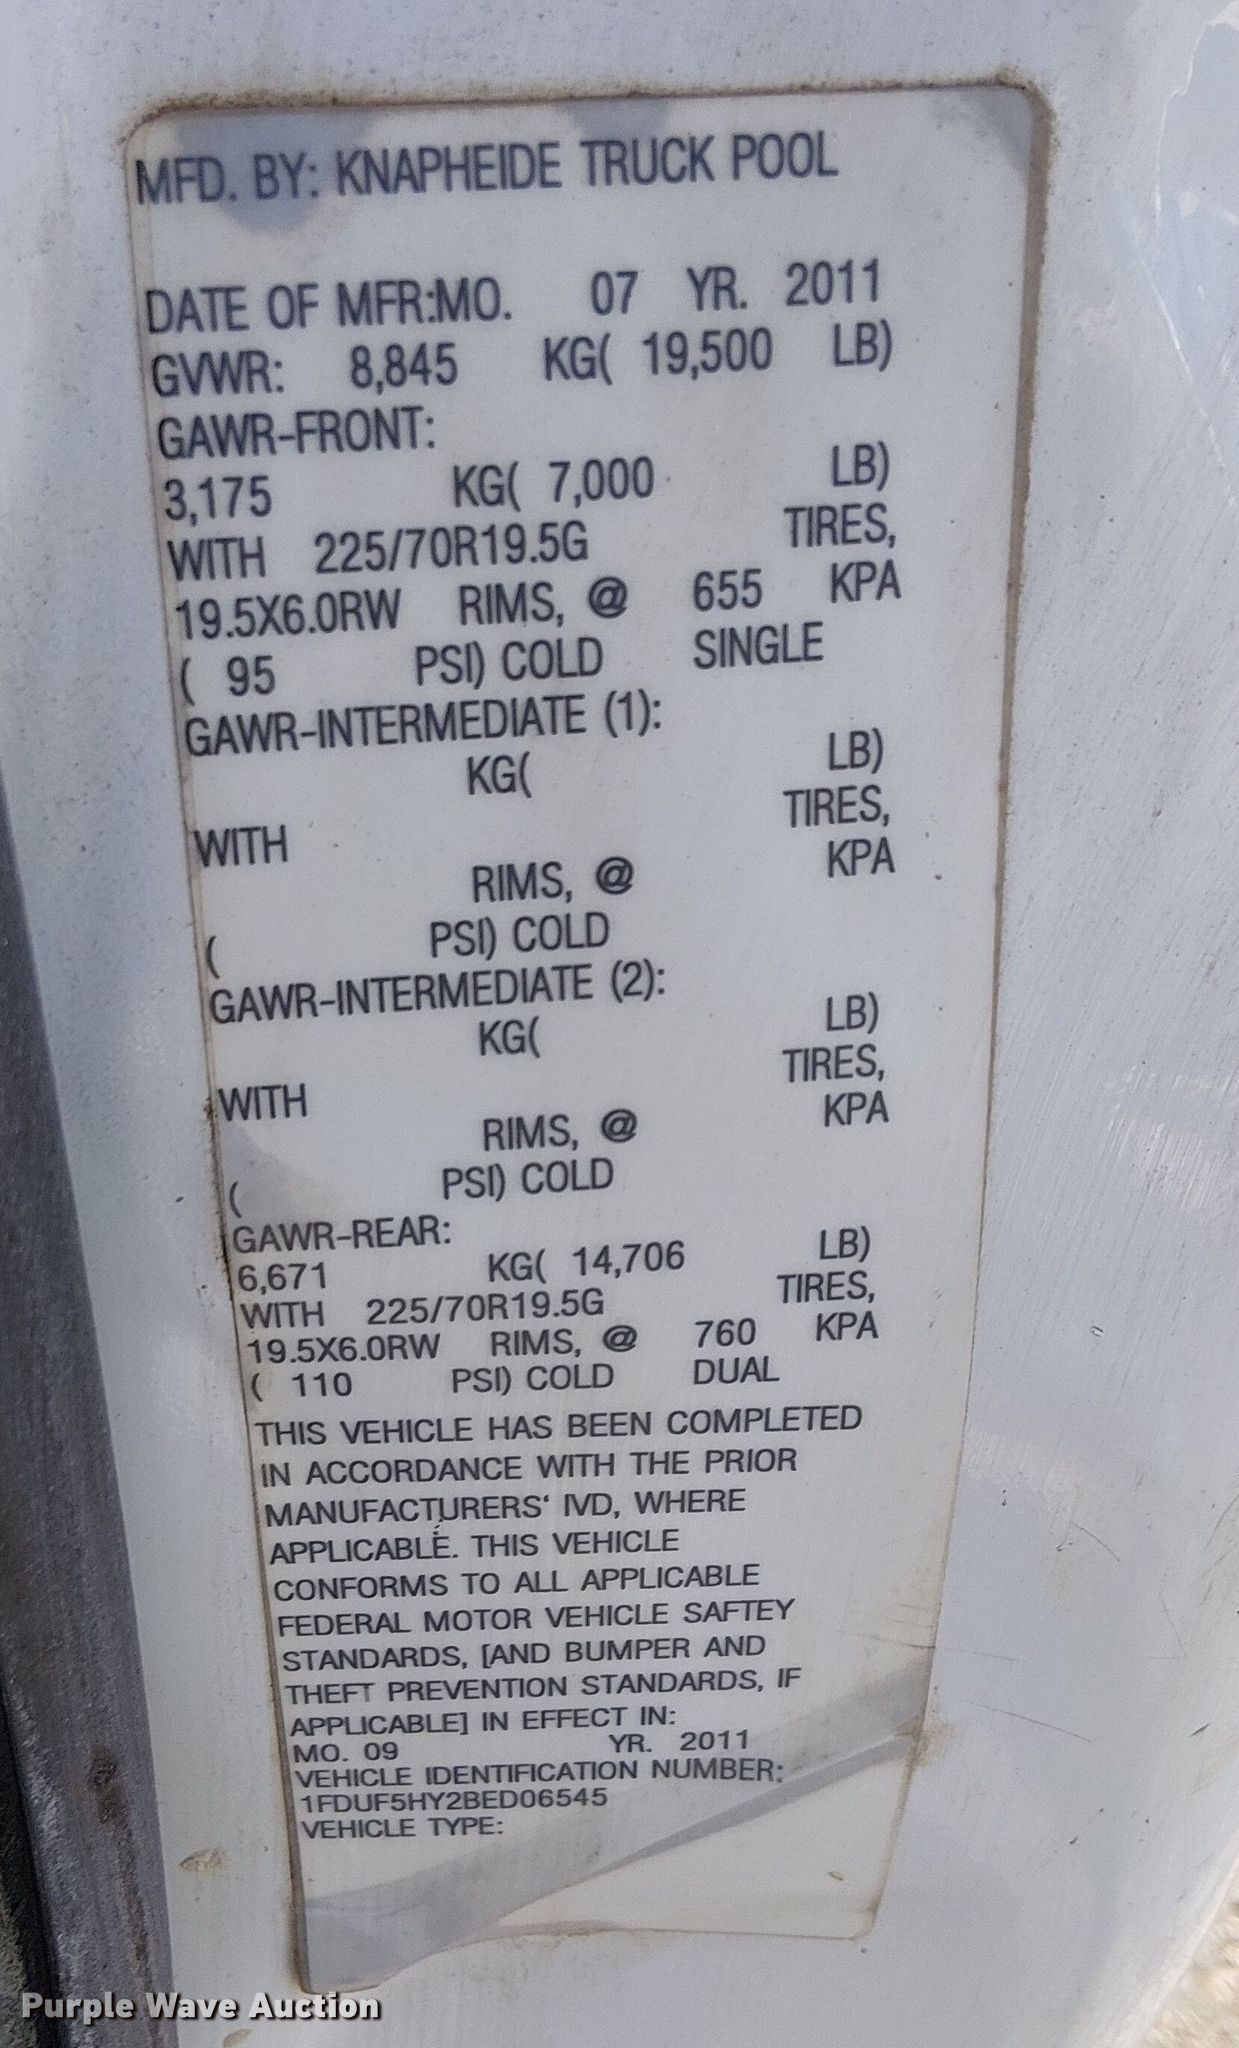 MFD. BY: KNAPHEIDE TRUCK POOL
DATE OF MFR:MO. 07 YR. 2011
GVWR: 8,845 KG( 19,500 LB)
GAWR-FRONT:
3,175 KG( 7,000 LB)
WITH 225/70R19.5G TIRES,
19.5X6.0RW RIMS, @ 655 KPA
( 95 PSI) COLD SINGLE
GAWR-INTERMEDIATE (1):
KG( LB)
WITH TIRES,
RIMS, @ KPA
( PSI) COLD
GAWR-INTERMEDIATE (2):
KG( LB)
WITH TIRES,
RIMS, @ KPA
( PSI) COLD
GAWR-REAR:
6,671 KG( 14,706 LB)
WITH 225/70R19.5G TIRES,
19.5X6.0RW RIMS, @ 760 KPA
( 110 PSI) COLD DUAL
THIS VEHICLE HAS BEEN COMPLETED
IN ACCORDANCE WITH THE PRIOR
MANUFACTURERS' IVD, WHERE
APPLICABLE. THIS VEHICLE
CONFORMS TO ALL APPLICABLE
FEDERAL MOTOR VEHICLE SAFTEY
STANDARDS, [AND BUMPER AND
THEFT PREVENTION STANDARDS, IF
APPLICABLE] IN EFFECT IN:
MO. 09 YR. 2011
VEHICLE IDENTIFICATION NUMBER:
1FDUF5HY2BED06545
VEHICLE TYPE:
Purple Wave Auction